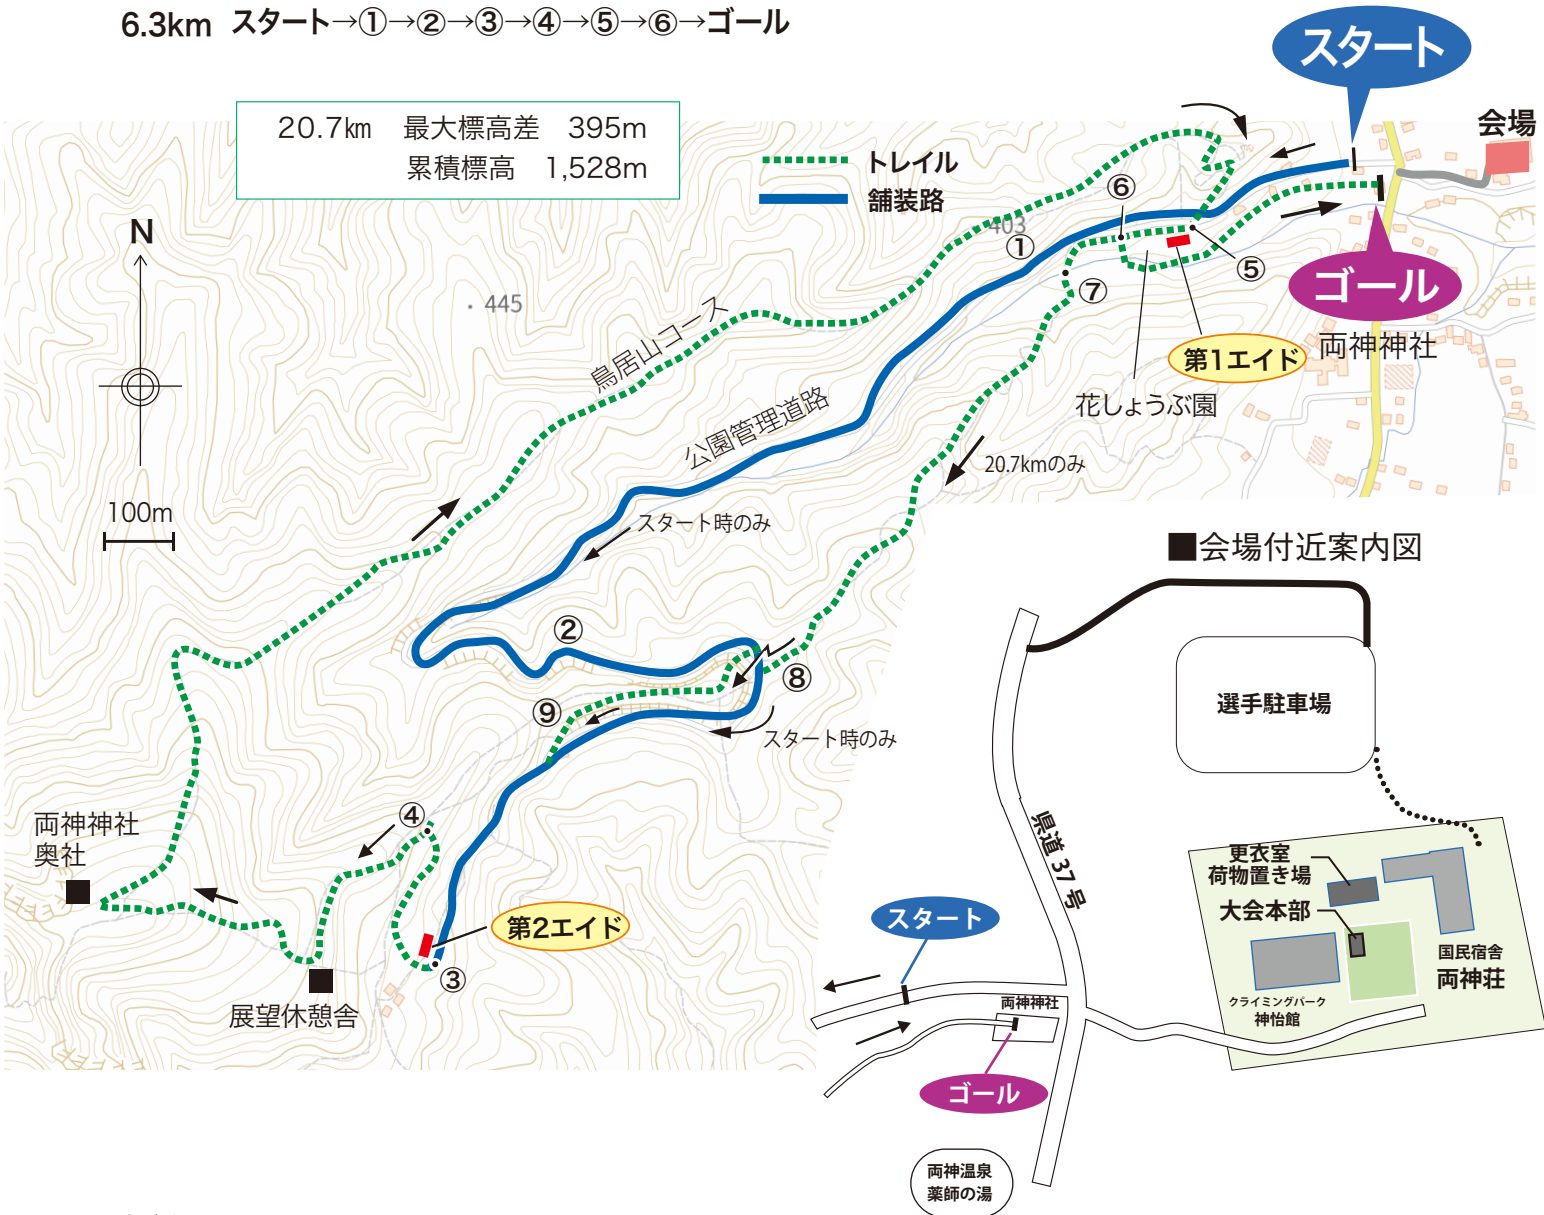 6.3km スタート→①→②→③→④→⑤→⑥→ゴール
スタート
20.7km 最大標高差 395m
累積標高 1,528m
会場
トレイル
舗装路
N
403
①
⑥
⑤
⑦
ゴール
・445
鳥居山コース
第1エイド
両神神社
花しょうぶ園
公園管理道路
20.7kmのみ
100m
スタート時のみ
■会場付近案内図
②
⑧
選手駐車場
⑨
スタート時のみ
両神神社
奥社
④
県道37号
更衣室
荷物置き場
大会本部
第2エイド
スタート
③
国民宿舎
両神荘
展望休憩舎
クライミングパーク
神怡館
両神神社
ゴール
両神温泉
薬師の湯